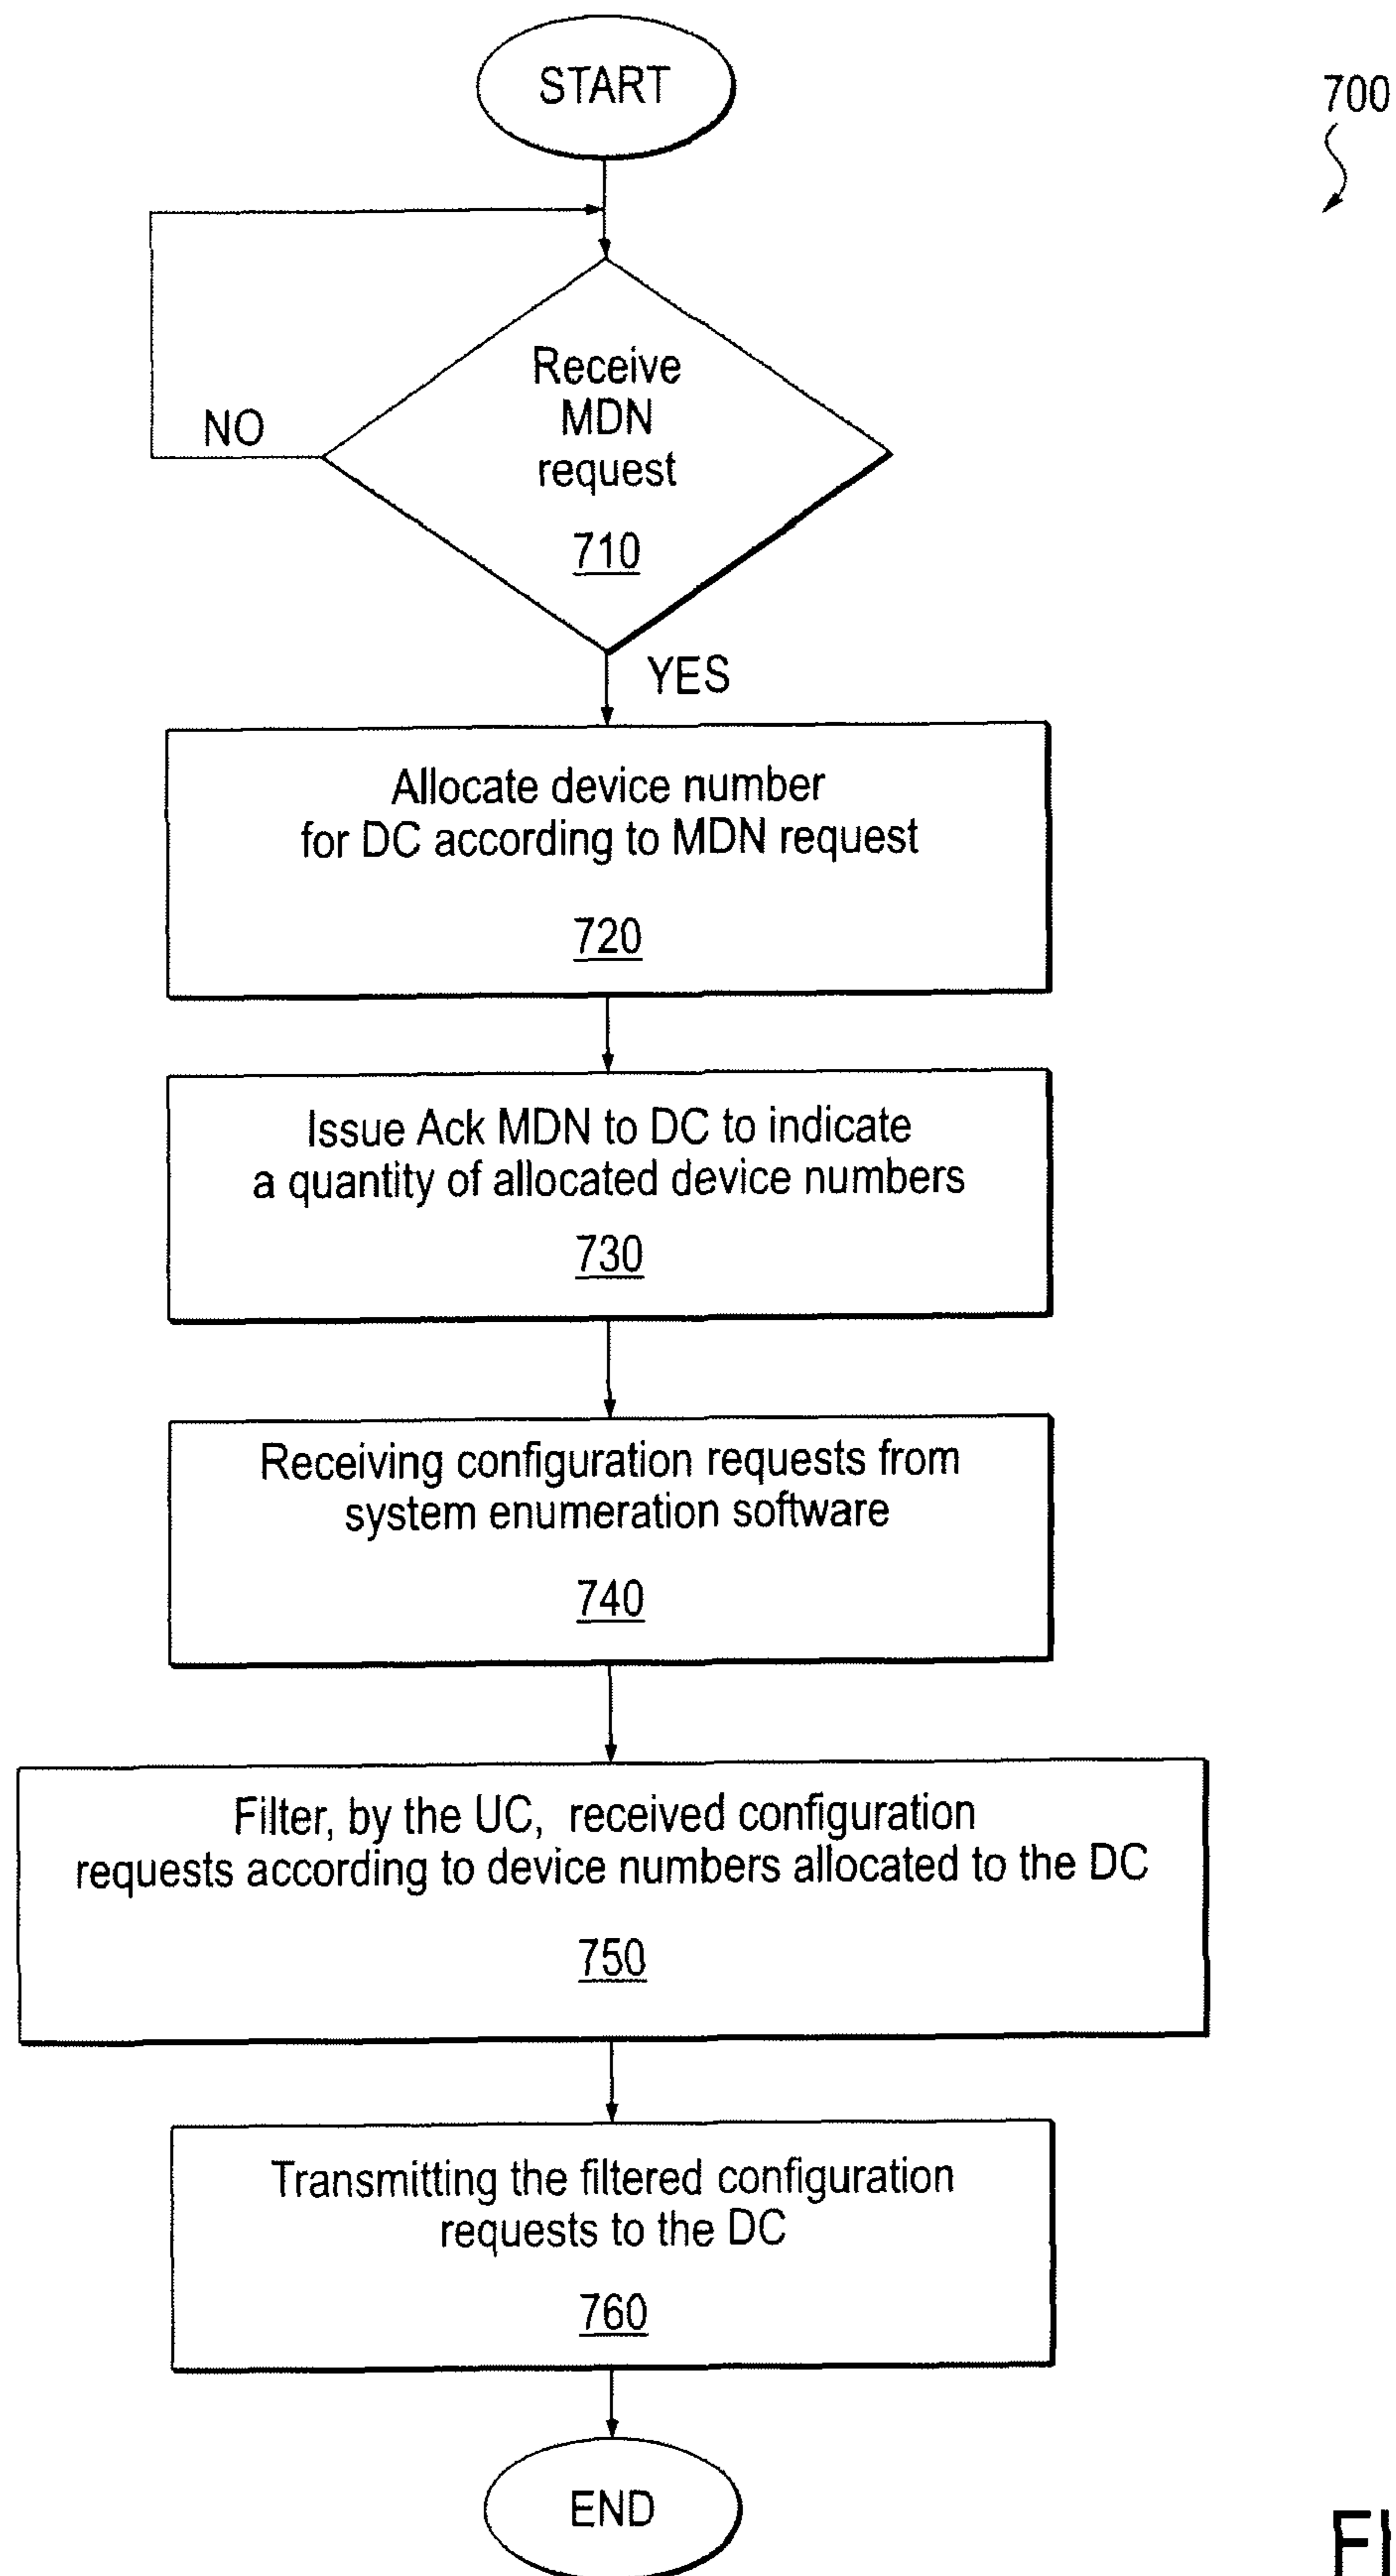 START
700
Receive
MDN
request
710
NO
YES
Allocate device number
for DC according to MDN request
720
Issue Ack MDN to DC to indicate
a quantity of allocated device numbers
730
Receiving configuration requests from
system enumeration software
740
Filter, by the UC, received configuration
requests according to device numbers allocated to the DC
750
Transmitting the filtered configuration
requests to the DC
760
END